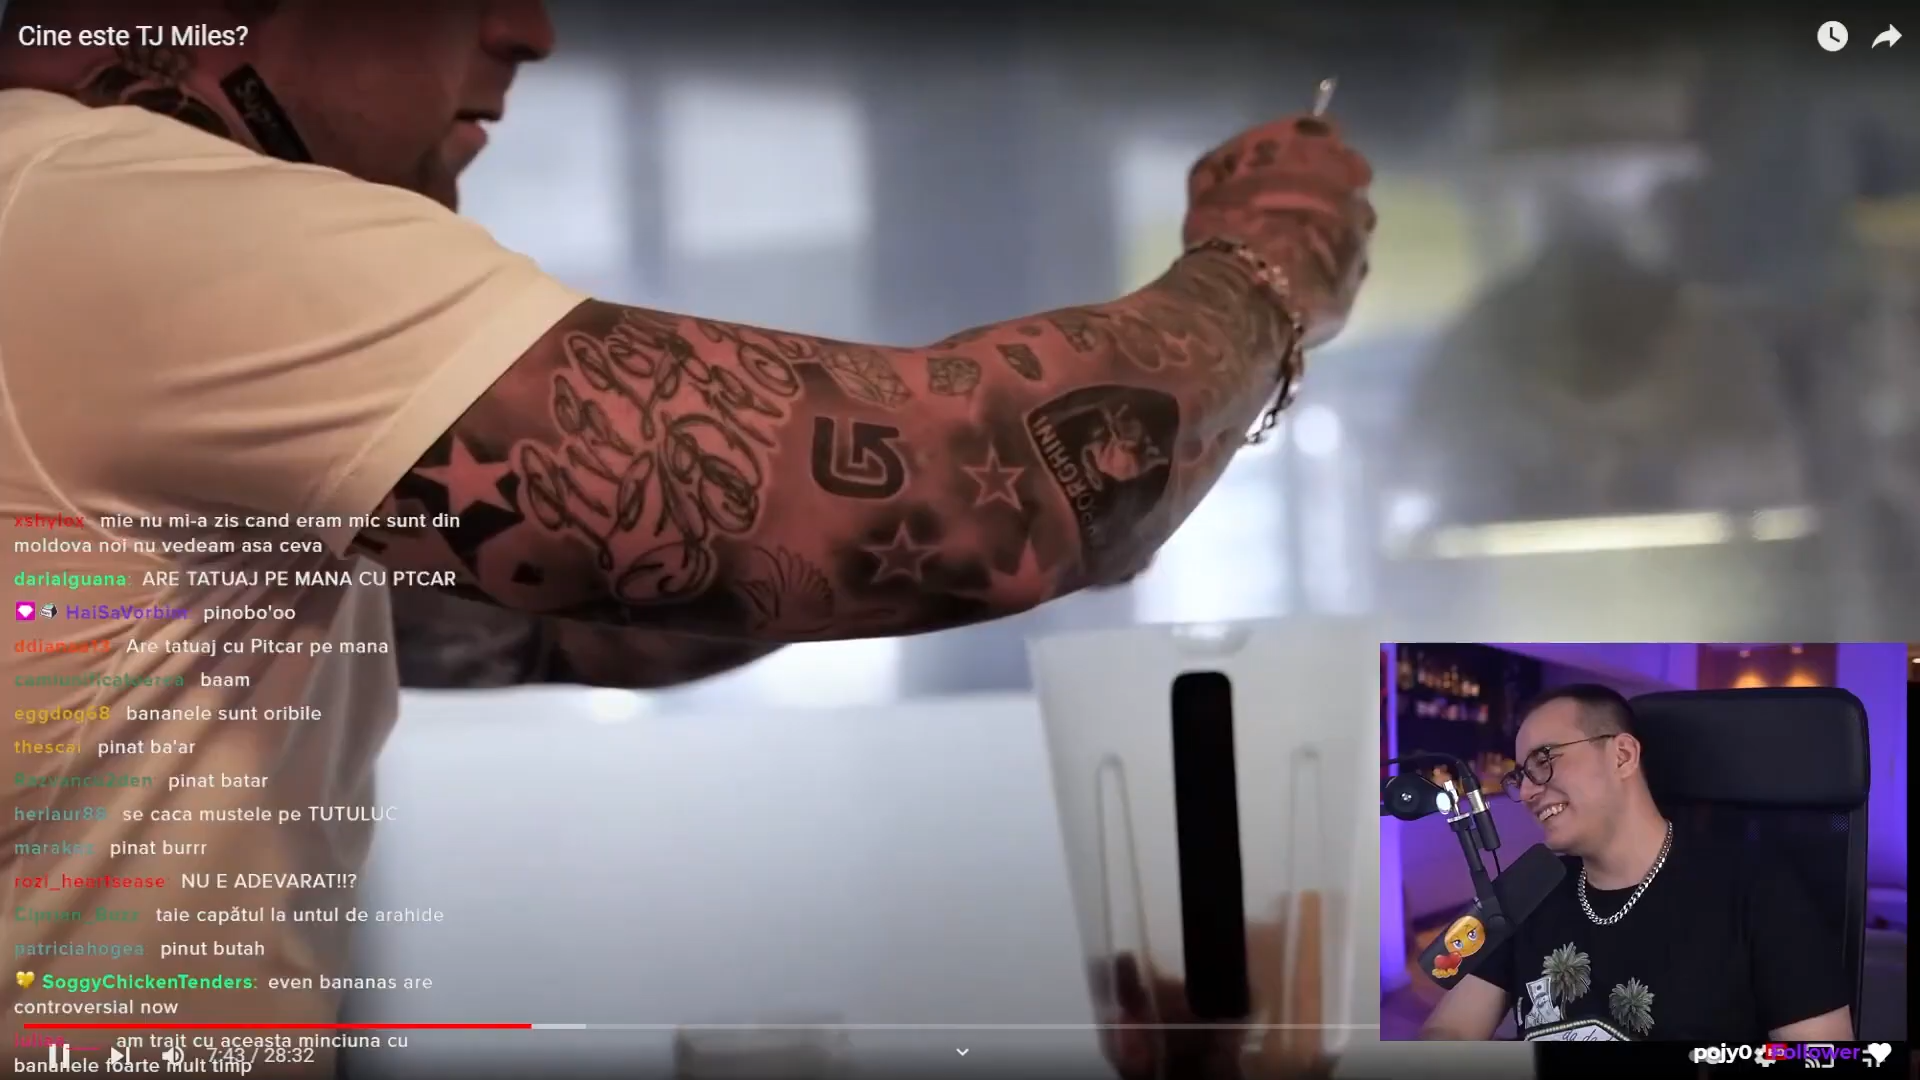 Cine este TJ Miles?
ORGHINI
xshylex: mie nu mi-a zis cand eram mic sunt din
moldova noi nu vedeam asa ceva
darialguana: ARE TATUAJ PE MANA CU PTCAR
HaiSaVorbim: pinobo'oo
Are tatuaj cu Pitcar pe mana
baam
eggdog68 bananele sunt oribile
thescai pinat ba'ar
pinat batar
herlaur88 se caca mustele pe TUTULUC
pinat burrr
rozi_heartsease NU E ADEVARAT!!?
taie capătul la untul de arahide
patriciahogea pinut butah
SoggyChickenTenders: even bananas are
controversial now
am trait cu aceasta minciuna cu
bananele foarte mult timp
7:43 / 28:32
pojy0 Follower